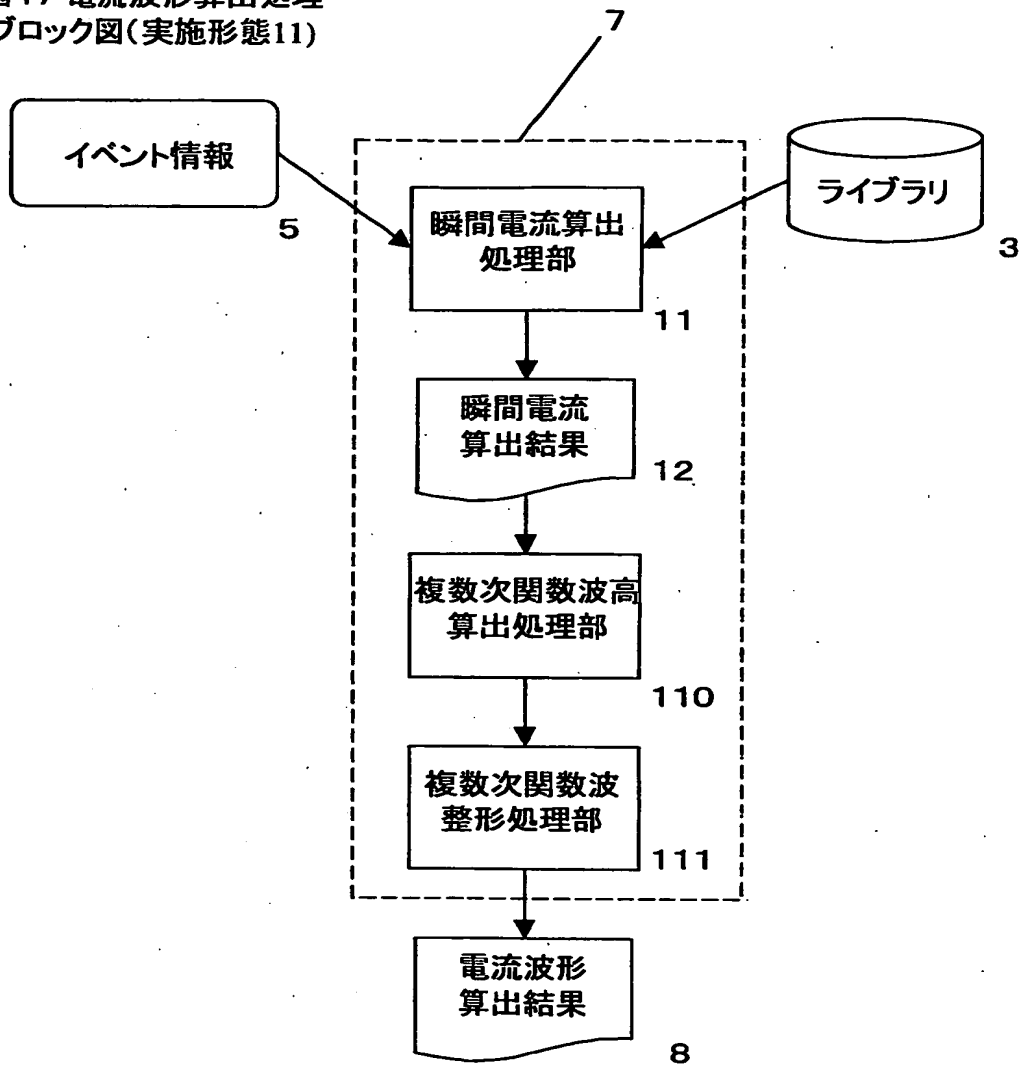 電流波形算出処理
ブロック図(実施形態11)
7
イベント情報
5
ライブラリ
3
瞬間電流算出
処理部
11
瞬間電流
算出結果
12
複数次関数波高
算出処理部
110
複数次関数波
整形処理部
111
電流波形
算出結果
8